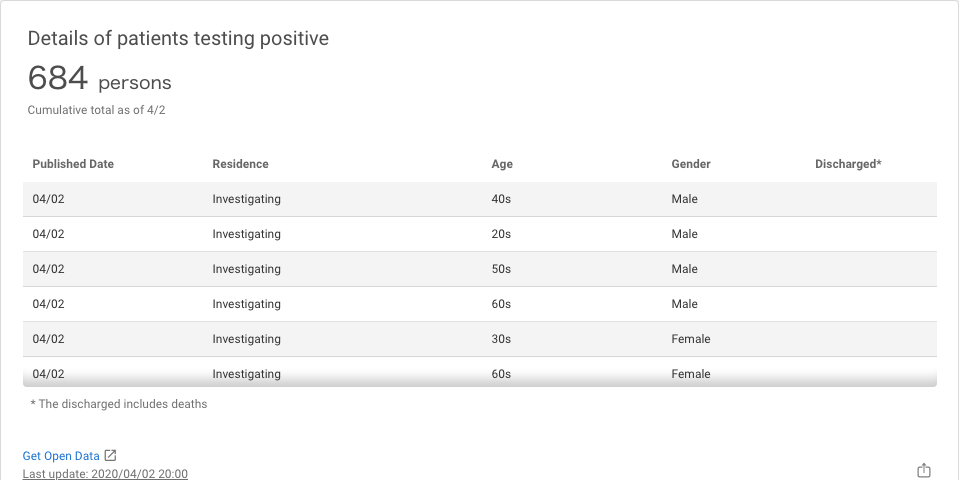 Details of patients testing positive
684 persons
Cumulative total as of 4/2
Published Date Residence Age Gender Discharged*
04/02 Investigating 40s Male
04/02 Investigating 20s Male
04/02 Investigating 50s Male
04/02 Investigating 60s Male
04/02 Investigating 30s Female
04/02 Investigating 60s Female
* The discharged includes deaths
Get Open Data
Last update: 2020/04/02 20:00